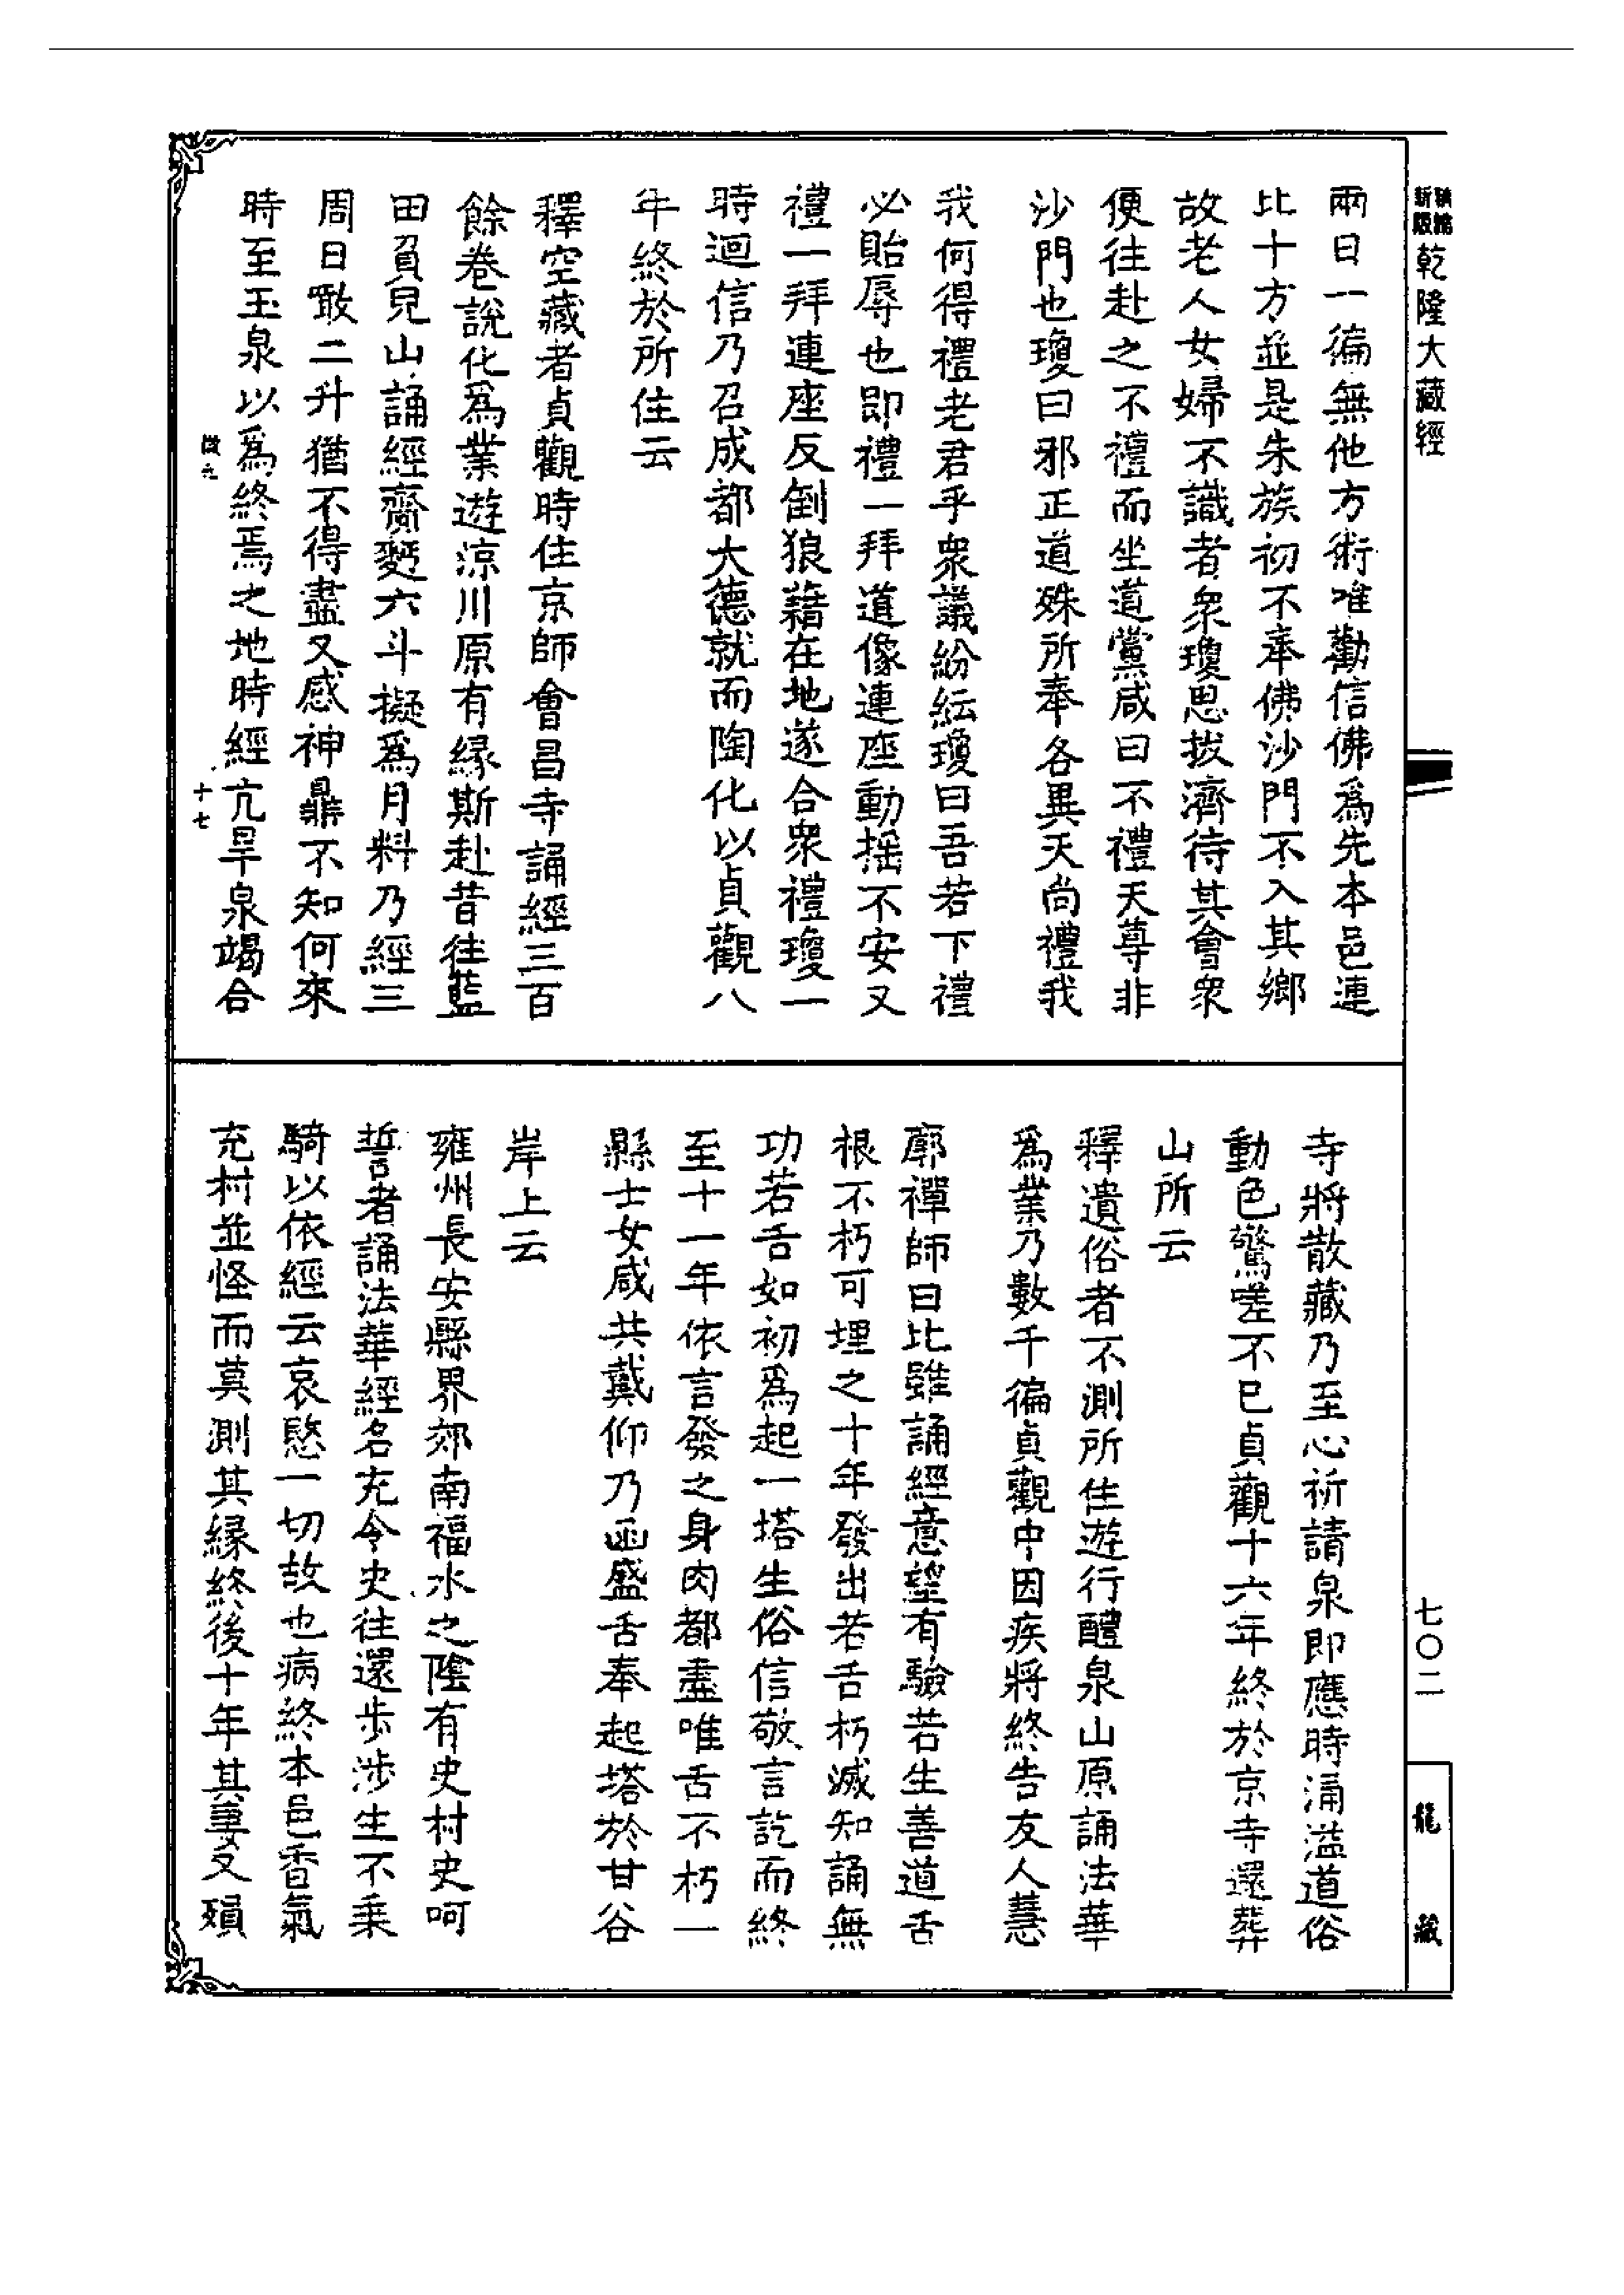 乾隆大藏經
兩日一徧無他方術唯勸信佛爲先本邑連
比十方並是朱族初不奉佛沙門不入其鄉
故老人女婦不識者衆瓊思拔濟待其會衆
便往赴之不禮而坐道黨咸曰不禮天尊非
沙門也瓊曰邪正道殊所奉各異天尚禮我
我何得禮老君乎衆議紛紜瓊曰吾若下禮
必貽辱也即禮一拜道像連座動搖不安又
禮一拜連座反倒狼藉在地遂合衆禮瓊一
時迴信乃召成都大德就而陶化以貞觀八
年終於所住云
釋空藏者貞觀時住京師會昌寺誦經三百
餘卷說化爲業遊涼川原有緣斯赴昔往藍
田負兒山誦經齋麪六斗擬爲月料乃經三
周日噉二升猶不得盡又感神鼎不知何來
時至玉泉以爲終焉之地時經亢旱泉竭合
十七
寺將散藏乃至心祈請泉即應時涌溢道俗
動色驚嗟不已貞觀十六年終於京寺還葬
山所云
釋遺俗者不測所住遊行醴泉山原誦法華
爲業乃數千徧貞觀中因疾將終告友人慧
廓禪師曰比雖誦經意望有驗若生善道舌
根不朽可埋之十年發出若舌朽滅知誦無
功若舌如初爲起一塔生俗信敬言訖而終
至十一年依言發之身肉都盡唯舌不朽一
縣士女咸共戴仰乃函盛舌奉起塔於甘谷
岸上云
雍州長安縣界郊南福水之陰有史村史呵
誓者誦法華經名充令史往還步涉生不乘
騎以依經云哀愍一切故也病終本邑香氣
充村並怪而莫測其緣終後十年其妻又殞
七〇二
龍藏